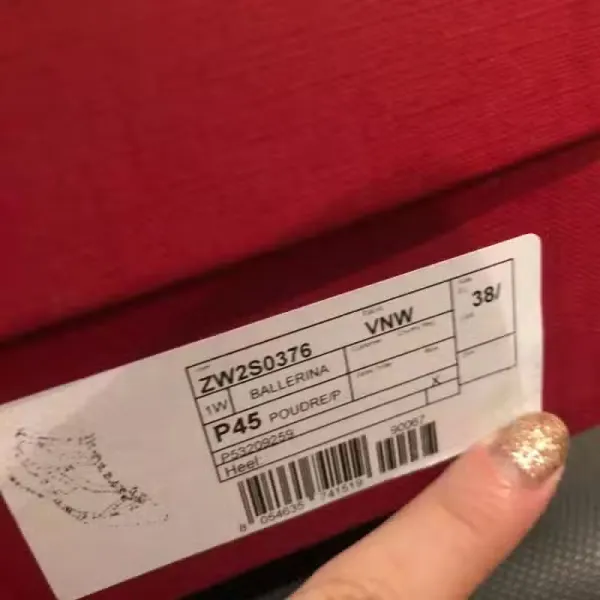 ZW2S0376 VNW 38/
1W BALLERINA
P45 POUDRE/P X
P53209259
Heel
90067
8 054635 741519